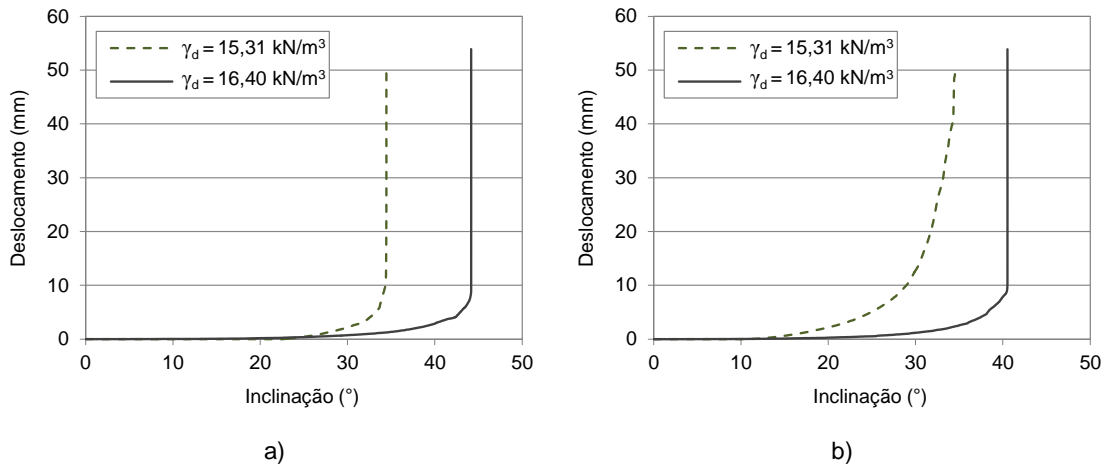 60
50
40
30
20
10
0
Deslocamento (mm)
γd = 15,31 kN/m³
γd = 16,40 kN/m³
0 10 20 30 40 50
Inclinação (°)
a)
60
50
40
30
20
10
0
Deslocamento (mm)
γd = 15,31 kN/m³
γd = 16,40 kN/m³
0 10 20 30 40 50
Inclinação (°)
b)